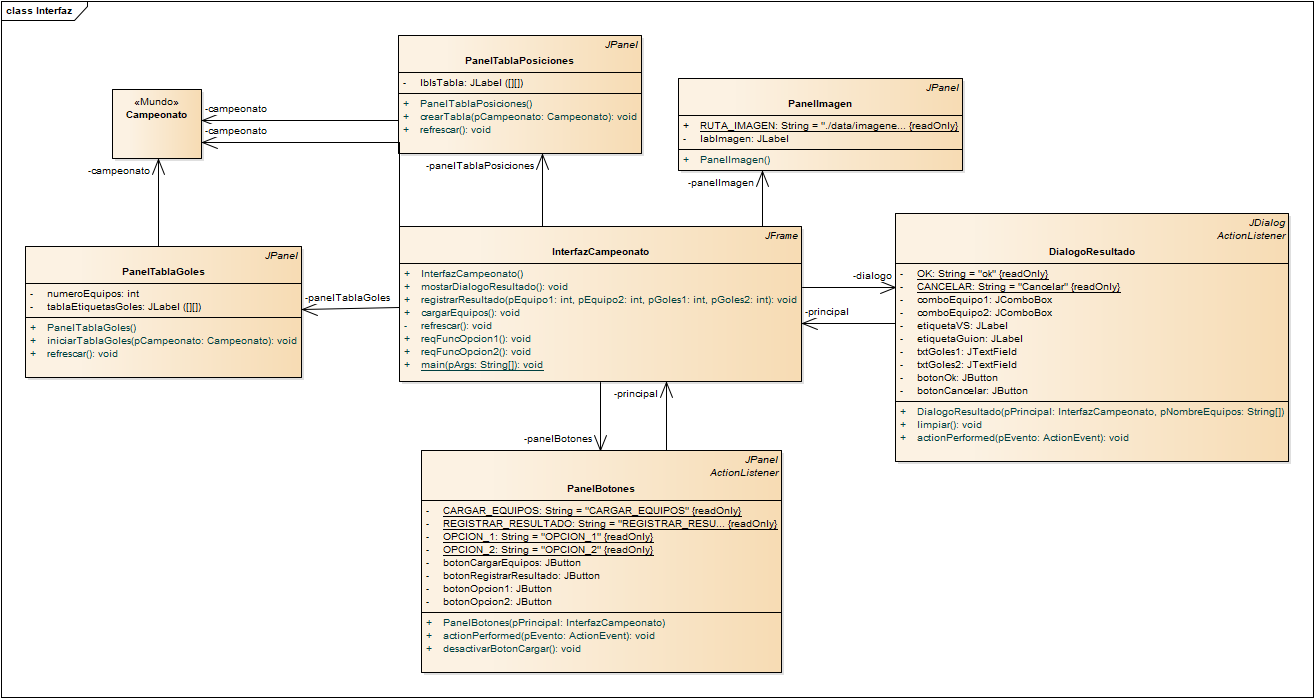 class Interfaz
JPanel
PanelTablaPosiciones
- lblsTabla: JLabel ([][])
+ PanelTablaPosiciones()
+ crearTabla(pCampeonato: Campeonato): void
+ refrescar(): void
«Mundo»
Campeonato
-campeonato
-campeonato
-campeonato
-panelTablaPosiciones
JPanel
PanelImagen
+ RUTA_IMAGEN: String = "./data/imagene... {readOnly}
- labImagen: JLabel
+ PanelImagen()
-panelImagen
JPanel
PanelTablaGoles
- numeroEquipos: int
- tablaEtiquetasGoles: JLabel ([][])
+ PanelTablaGoles()
+ iniciarTablaGoles(pCampeonato: Campeonato): void
+ refrescar(): void
-panelTablaGoles
JFrame
InterfazCampeonato
+ InterfazCampeonato()
+ mostarDialogoResultado(): void
+ registrarResultado(pEquipo1: int, pEquipo2: int, pGoles1: int, pGoles2: int): void
+ cargarEquipos(): void
- refrescar(): void
+ reqFuncOpcion1(): void
+ reqFuncOpcion2(): void
+ main(pArgs: String[]): void
-dialogo
-principal
JDialog
ActionListener
DialogoResultado
- OK: String = "ok" {readOnly}
- CANCELAR: String = "Cancelar" {readOnly}
- comboEquipo1: JComboBox
- comboEquipo2: JComboBox
- etiquetaVS: JLabel
- etiquetaGuion: JLabel
- txtGoles1: JTextField
- txtGoles2: JTextField
- botonOk: JButton
- botonCancelar: JButton
+ DialogoResultado(pPrincipal: InterfazCampeonato, pNombreEquipos: String[])
+ limpiar(): void
+ actionPerformed(pEvento: ActionEvent): void
-principal
-panelBotones
JPanel
ActionListener
PanelBotones
- CARGAR_EQUIPOS: String = "CARGAR_EQUIPOS" {readOnly}
- REGISTRAR_RESULTADO: String = "REGISTRAR_RESU... {readOnly}
- OPCION_1: String = "OPCION_1" {readOnly}
- OPCION_2: String = "OPCION_2" {readOnly}
- botonCargarEquipos: JButton
- botonRegistrarResultado: JButton
- botonOpcion1: JButton
- botonOpcion2: JButton
+ PanelBotones(pPrincipal: InterfazCampeonato)
+ actionPerformed(pEvento: ActionEvent): void
+ desactivarBotonCargar(): void